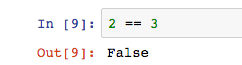 In [9]: 2 == 3
Out[9]: False